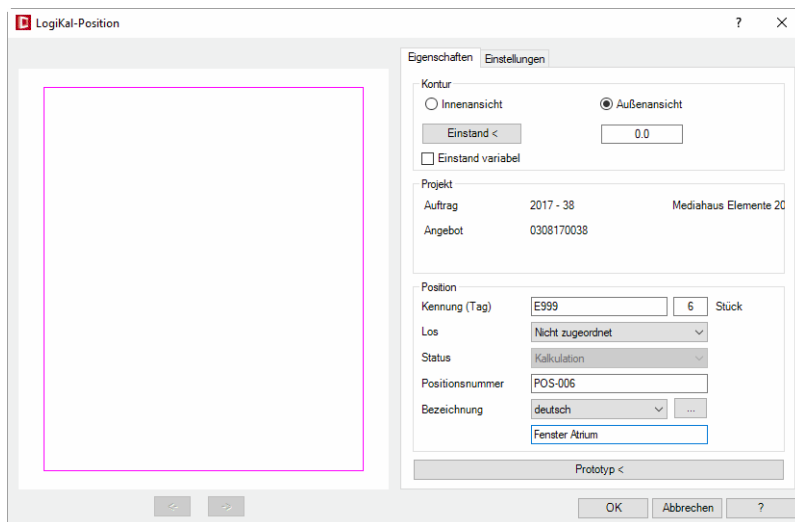 LogiKal-Position ?
Eigenschaften Einstellungen
Kontur
Innenansicht Außenansicht
Einstand < 0.0
Einstand variabel
Projekt
Auftrag 2017 - 38 Mediahaus Elemente 20
Angebot 0308170038
Position
Kennung (Tag) E999 6 Stück
Los Nicht zugeordnet
Status Kalkulation
Positionsnummer POS-006
Bezeichnung deutsch ...
Fenster Atrium
Prototyp <
<- ->
OK Abbrechen ?